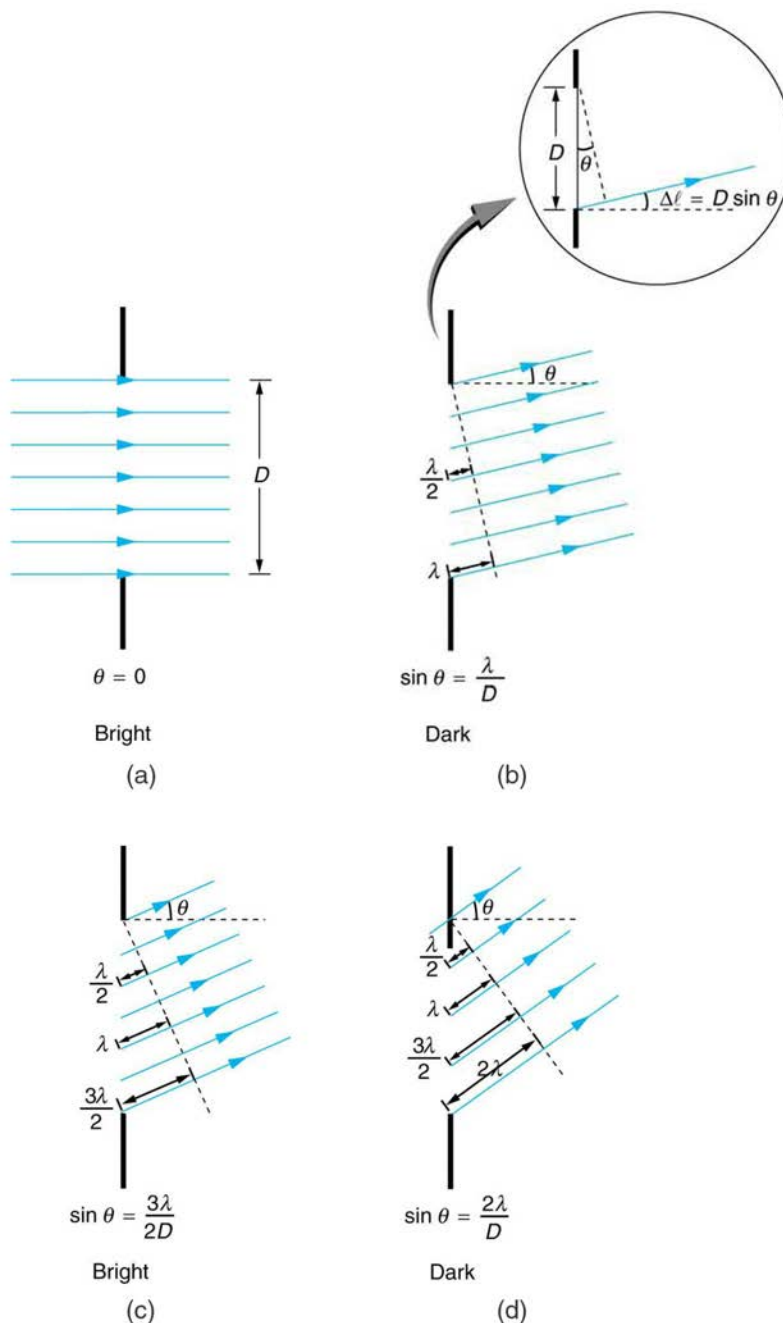 D
θ
Δℓ = D sin θ
θ
D
λ/2
λ
θ = 0
Bright
(a)
sin θ = λ/D
Dark
(b)
θ
λ/2
λ
3λ/2
θ
λ/2
λ
3λ/2
2λ
sin θ = 3λ/2D
Bright
(c)
sin θ = 2λ/D
Dark
(d)